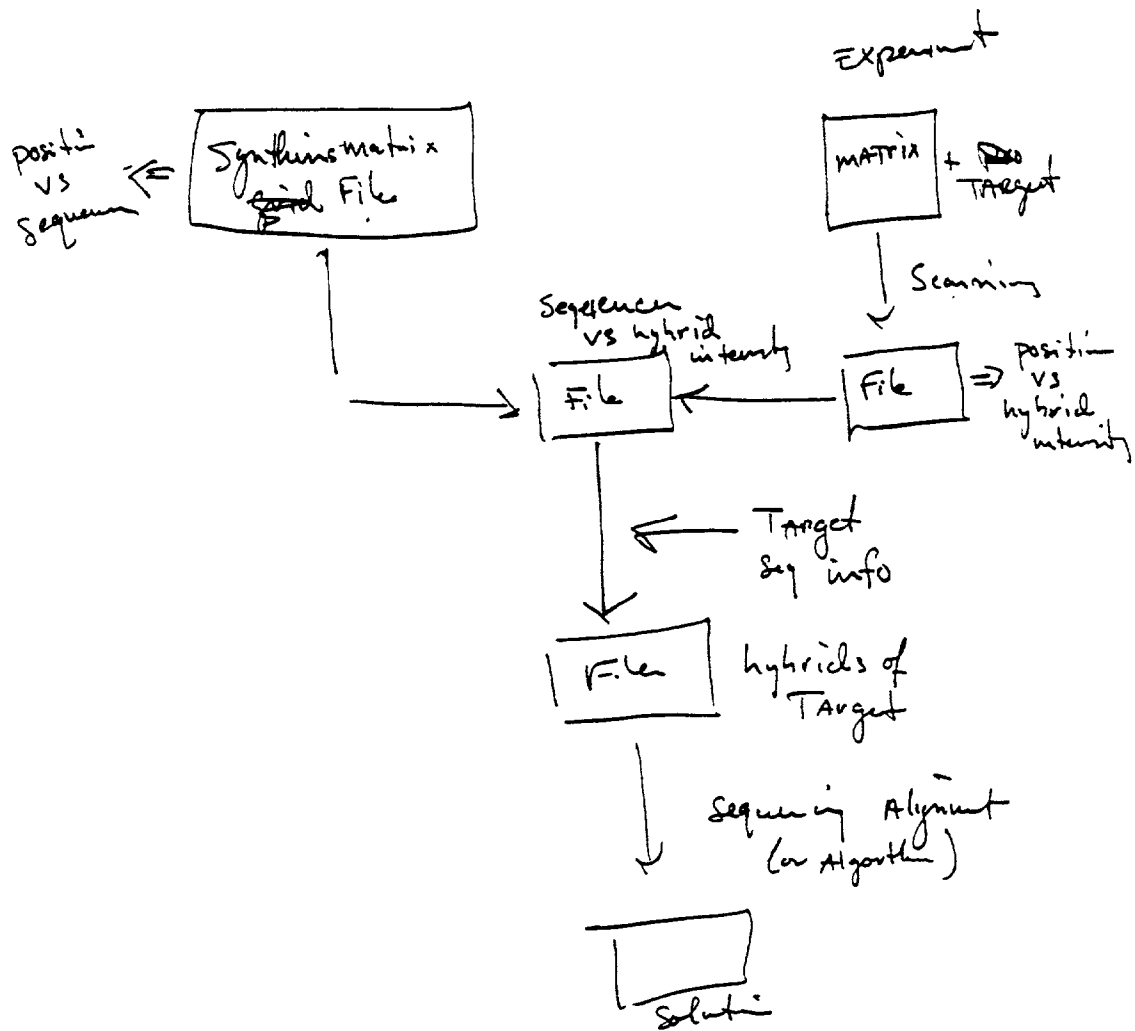 Experiment
position
vs
sequence
Synthesis matrix
File
MATRIX
+
TARget
Scanning
Sequence
vs hybrid
intensity
File
File
position
vs
hybrid
intensity
TArget
Seq info
File
hybrids of
TArget
Sequencing Alignment
(or Algorithm)
Solution